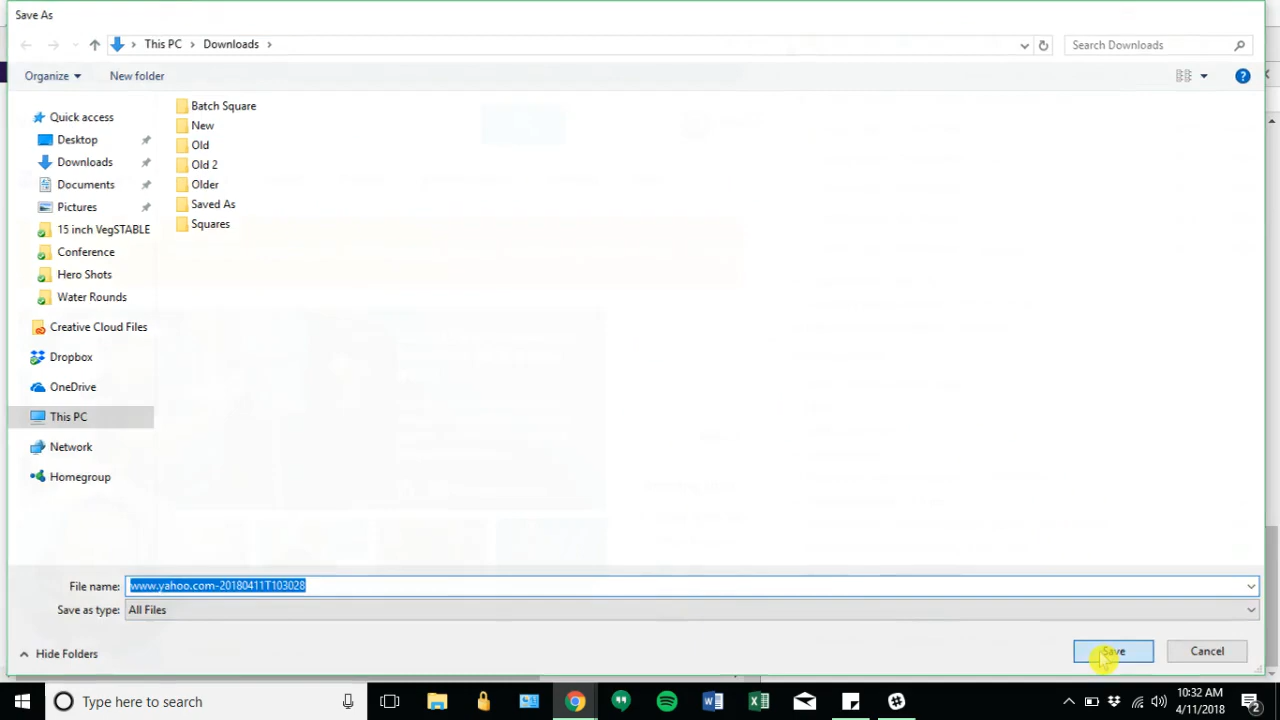 Save As
This PC > Downloads >
Search Downloads
Organize
New folder
Quick access
Desktop
Downloads
Documents
Pictures
15 inch VegSTABLE
Conference
Hero Shots
Water Rounds
Creative Cloud Files
Dropbox
OneDrive
This PC
Network
Homegroup
Batch Square
New
Old
Old 2
Older
Saved As
Squares
File name: www.yahoo.com-20180411T103028
Save as type: All Files
Hide Folders
Save
Cancel
Type here to search
10:32 AM
4/11/2018
2